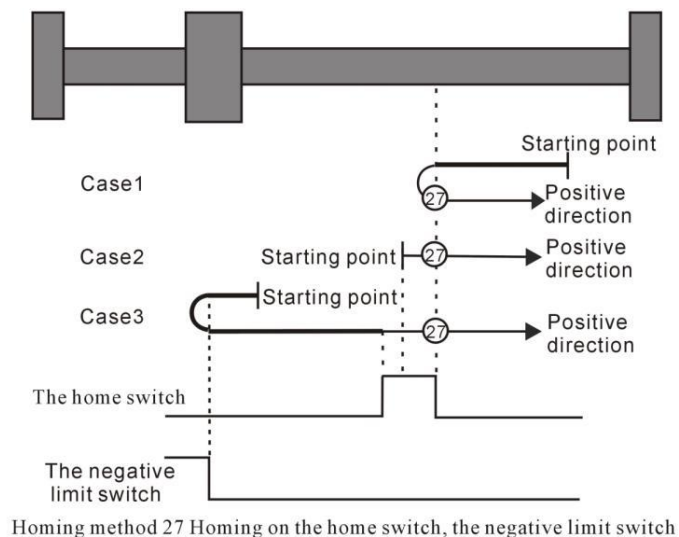 Starting point
Case1
27
Positive
direction
Case2
Starting point
27
Positive
direction
Starting point
Case3
27
Positive
direction
The home switch
The negative
limit switch
Homing method 27 Homing on the home switch, the negative limit switch